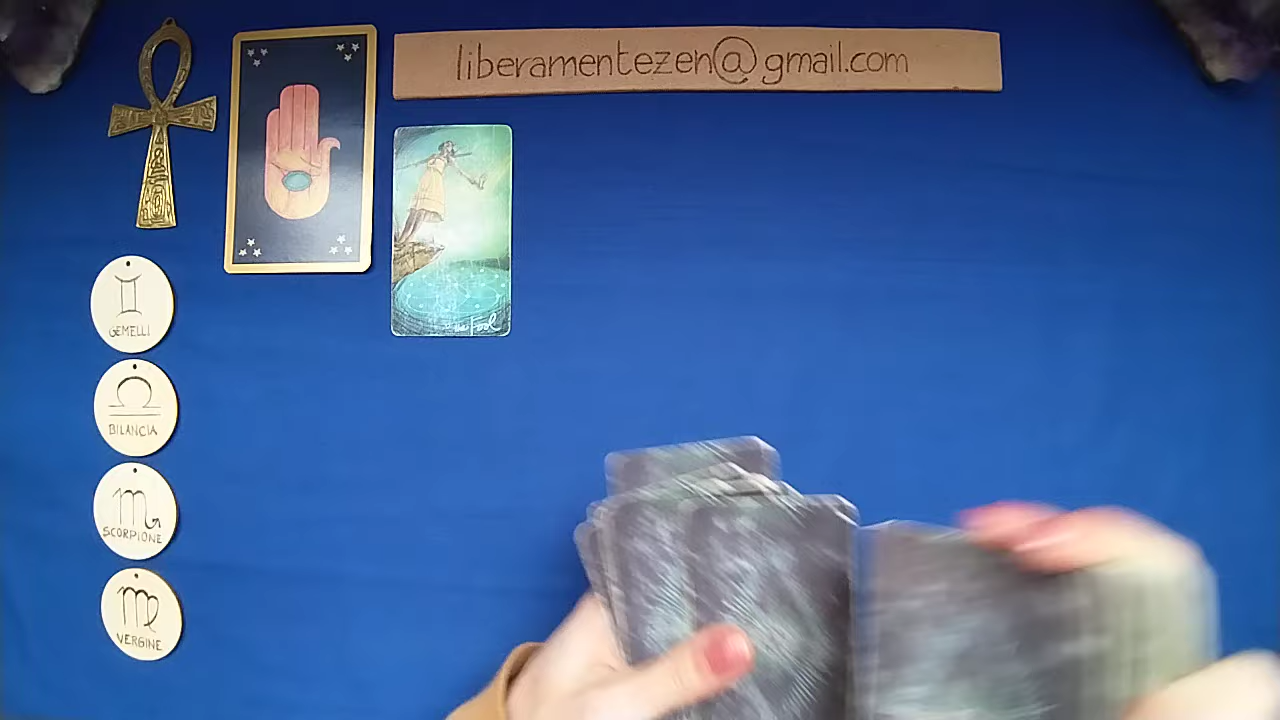 liberamentezen@gmail.com
The Fool
GEMELLI
BILANCIA
SCORPIONE
VERGINE